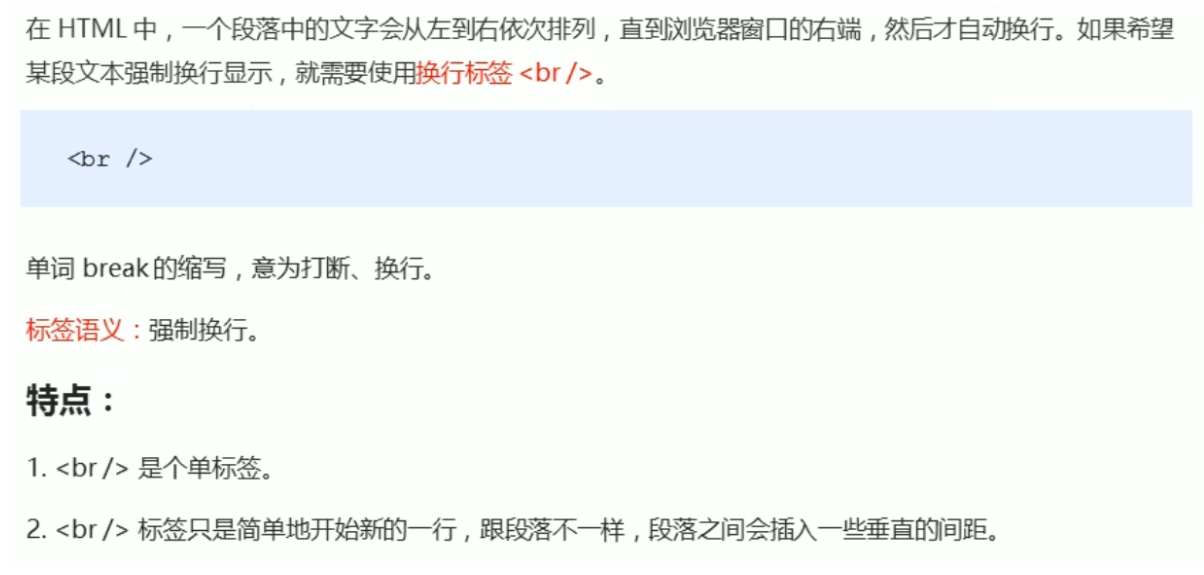 在 HTML 中，一个段落中的文字会从左到右依次排列，直到浏览器窗口的右端，然后才自动换行。如果希望
某段文本强制换行显示，就需要使用换行标签 <br />。
<br />
单词 break的缩写，意为打断、换行。
标签语义：强制换行。
特点：
1. <br /> 是个单标签。
2. <br /> 标签只是简单地开始新的一行，跟段落不一样，段落之间会插入一些垂直的间距。